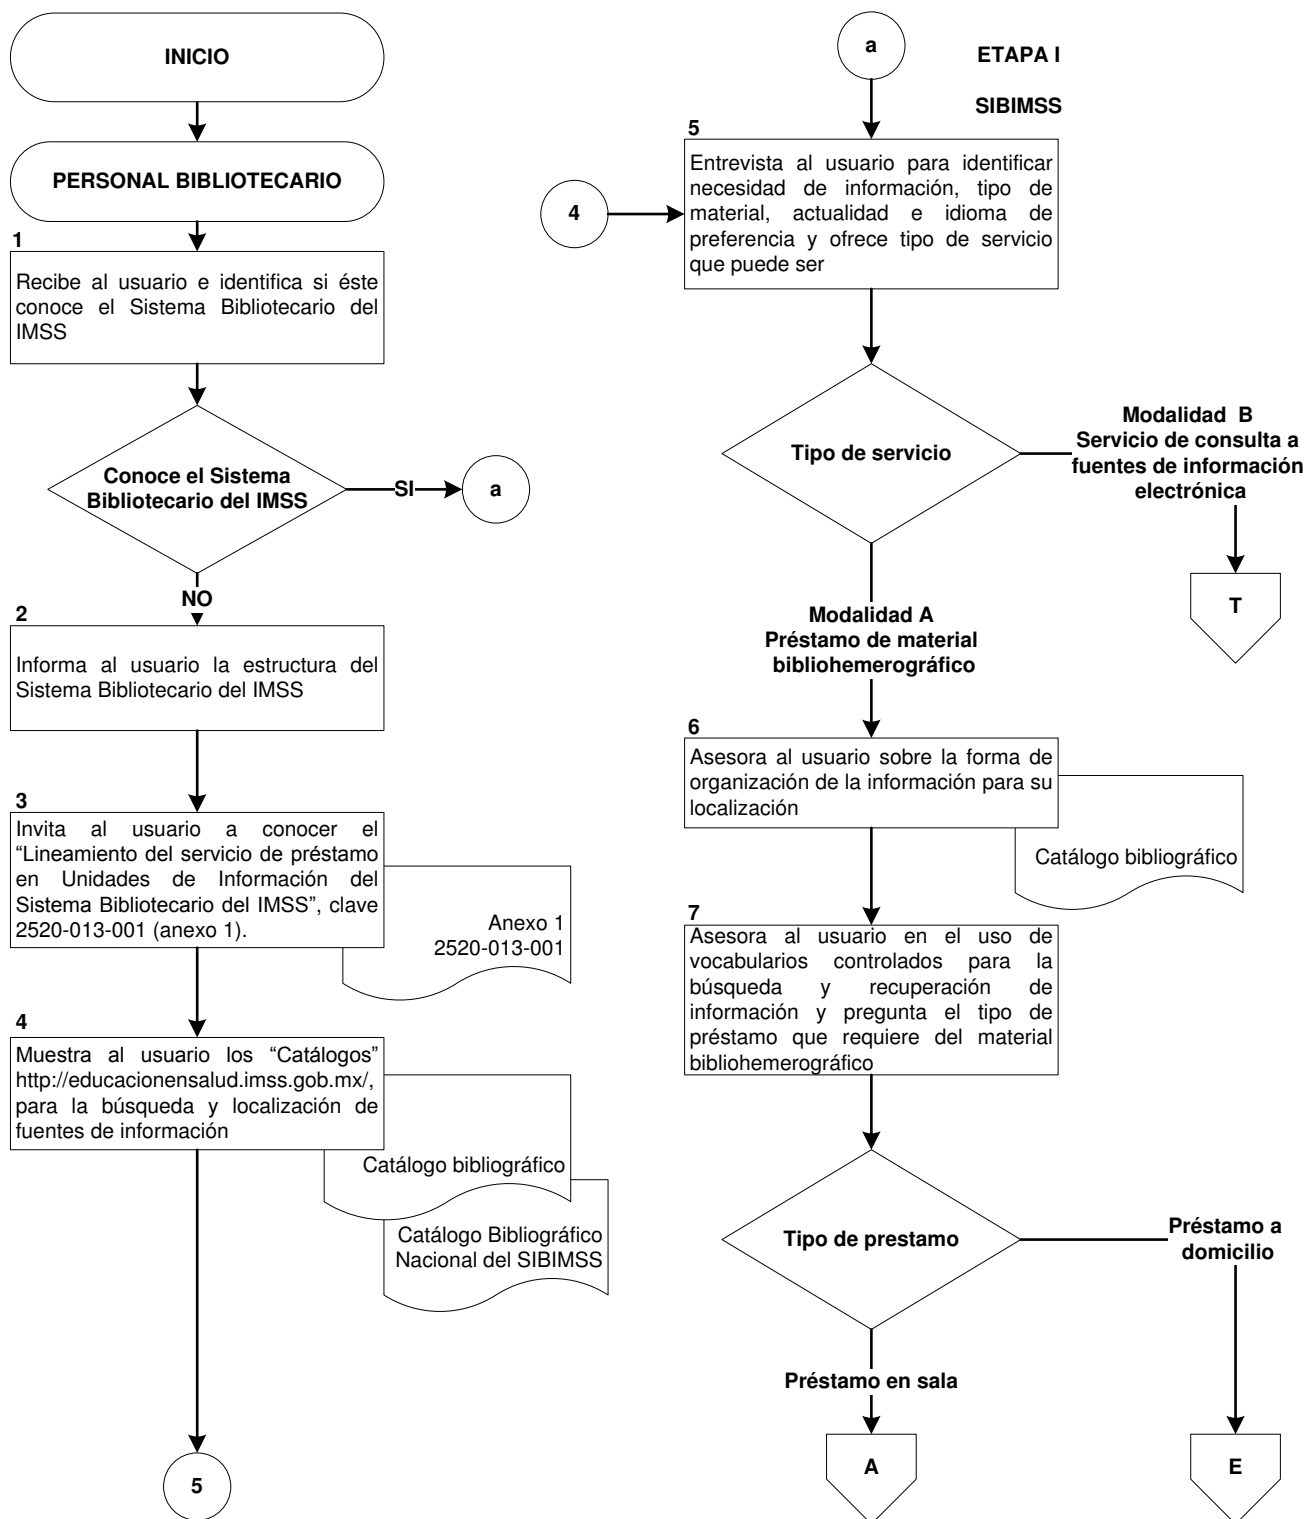 INICIO
PERSONAL BIBLIOTECARIO
1
Recibe al usuario e identifica si éste
conoce el Sistema Bibliotecario del
IMSS
Conoce el Sistema
Bibliotecario del IMSS
SI
a
NO
2
Informa al usuario la estructura del
Sistema Bibliotecario del IMSS
3
Invita al usuario a conocer el
“Lineamiento del servicio de préstamo
en Unidades de Información del
Sistema Bibliotecario del IMSS”, clave
2520-013-001 (anexo 1).
Anexo 1
2520-013-001
4
Muestra al usuario los “Catálogos”
http://educacionensalud.imss.gob.mx/,
para la búsqueda y localización de
fuentes de información
Catálogo bibliográfico
Catálogo Bibliográfico
Nacional del SIBIMSS
5
a
ETAPA I
SIBIMSS
5
4
Entrevista al usuario para identificar
necesidad de información, tipo de
material, actualidad e idioma de
preferencia y ofrece tipo de servicio
que puede ser
Tipo de servicio
Modalidad B
Servicio de consulta a
fuentes de información
electrónica
T
Modalidad A
Préstamo de material
bibliohemerográfico
6
Asesora al usuario sobre la forma de
organización de la información para su
localización
Catálogo bibliográfico
7
Asesora al usuario en el uso de
vocabularios controlados para la
búsqueda y recuperación de
información y pregunta el tipo de
préstamo que requiere del material
bibliohemerográfico
Tipo de prestamo
Préstamo a
domicilio
Préstamo en sala
A
E